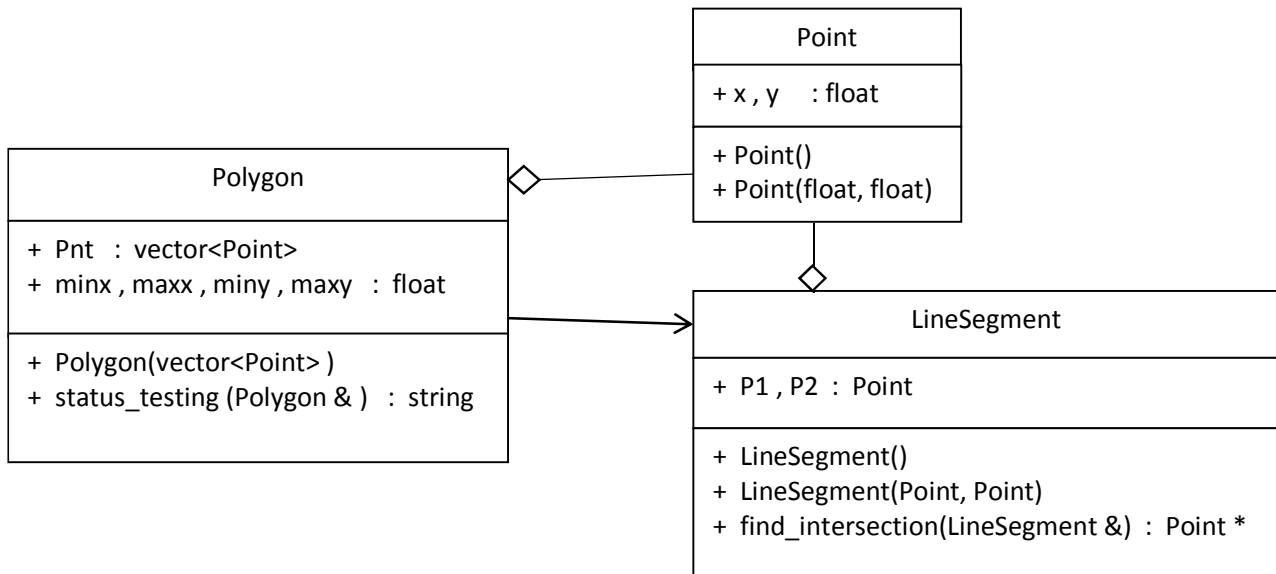 Point
+ x , y : float
+ Point()
+ Point(float, float)
Polygon
+ Pnt : vector<Point>
+ minx , maxx , miny , maxy : float
+ Polygon(vector<Point> )
+ status_testing (Polygon & ) : string
LineSegment
+ P1 , P2 : Point
+ LineSegment()
+ LineSegment(Point, Point)
+ find_intersection(LineSegment &) : Point *